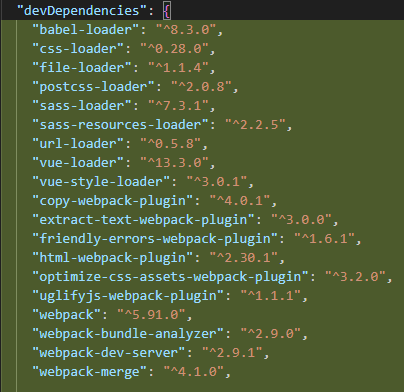 "devDependencies": {
"babel-loader": "^8.3.0",
"css-loader": "^0.28.0",
"file-loader": "^1.1.4",
"postcss-loader": "^2.0.8",
"sass-loader": "^7.3.1",
"sass-resources-loader": "^2.2.5",
"url-loader": "^0.5.8",
"vue-loader": "^13.3.0",
"vue-style-loader": "^3.0.1",
"copy-webpack-plugin": "^4.0.1",
"extract-text-webpack-plugin": "^3.0.0",
"friendly-errors-webpack-plugin": "^1.6.1",
"html-webpack-plugin": "^2.30.1",
"optimize-css-assets-webpack-plugin": "^3.2.0",
"uglifyjs-webpack-plugin": "^1.1.1",
"webpack": "^5.91.0",
"webpack-bundle-analyzer": "^2.9.0",
"webpack-dev-server": "^2.9.1",
"webpack-merge": "^4.1.0",